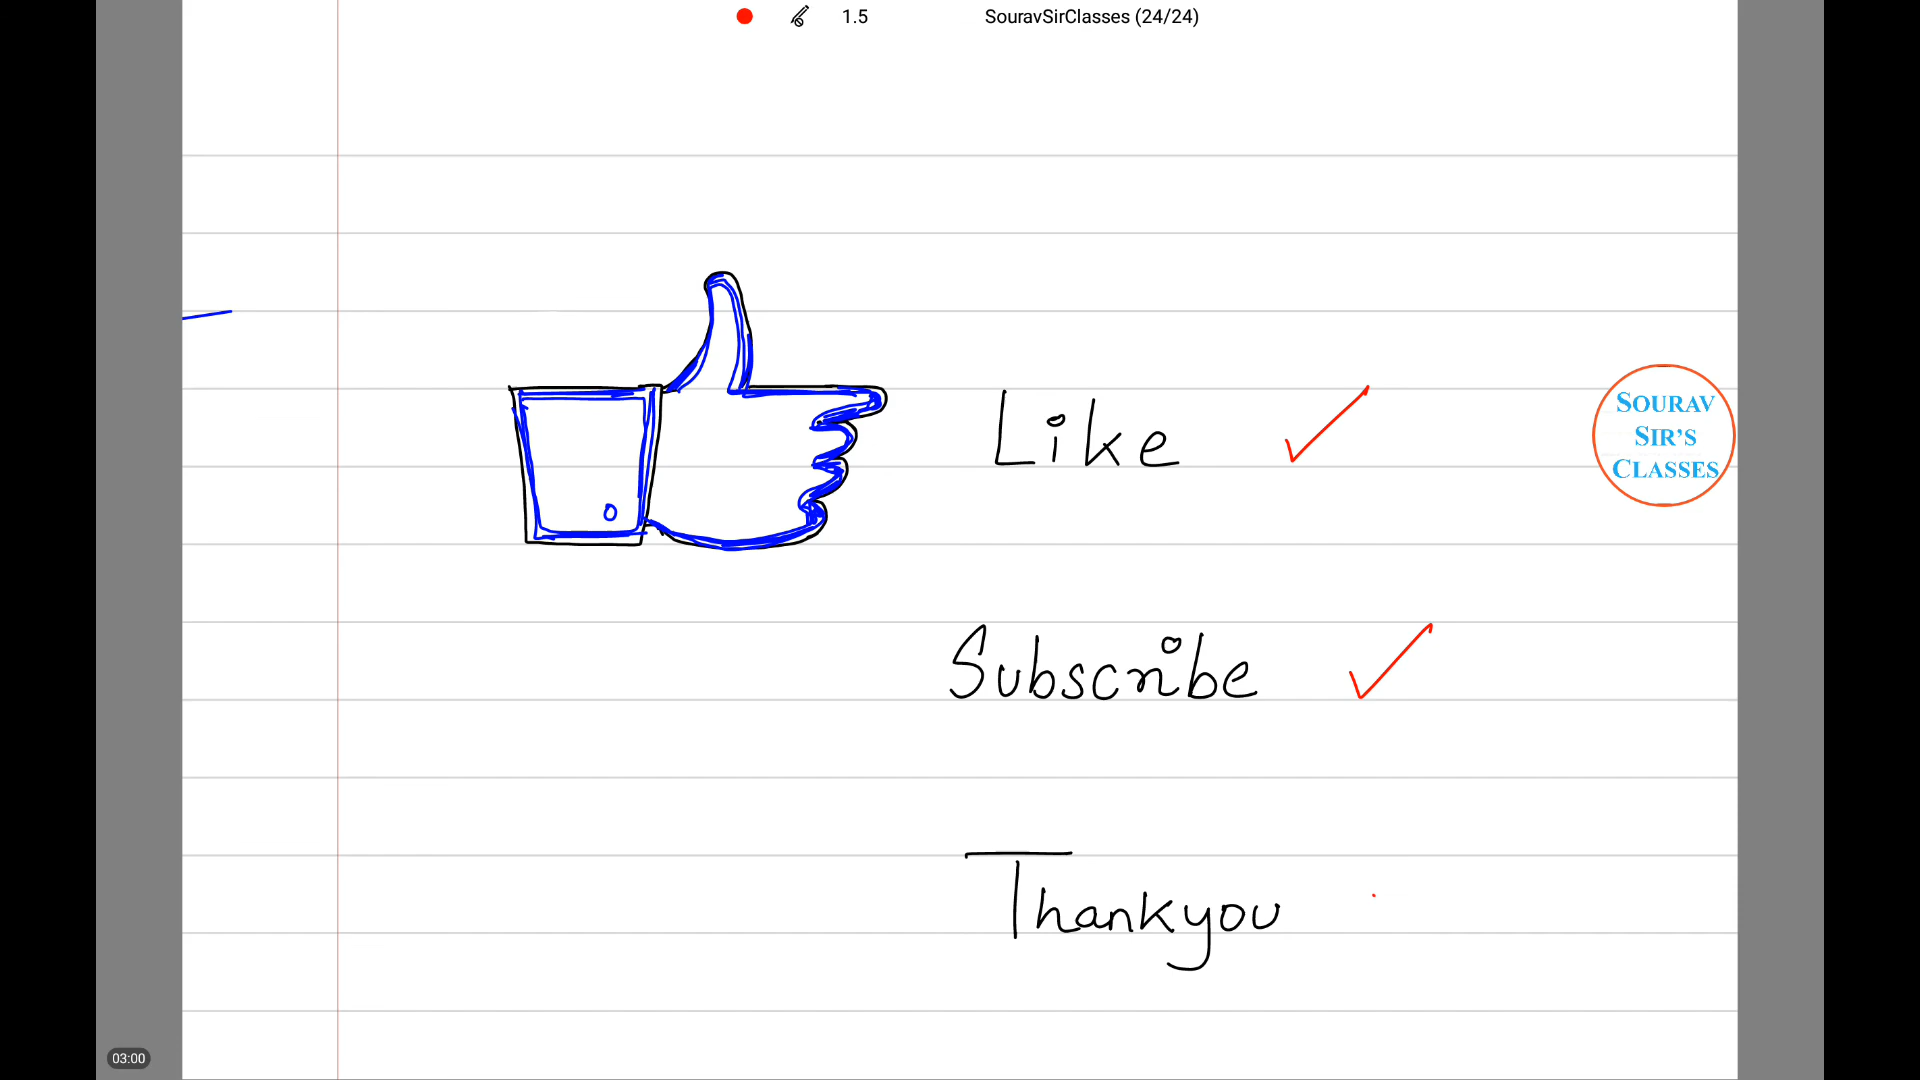 1.5 SouravSirClasses (24/24)
Like
SOURAV
SIR'S
CLASSES
Subscribe
Thankyou
03:00